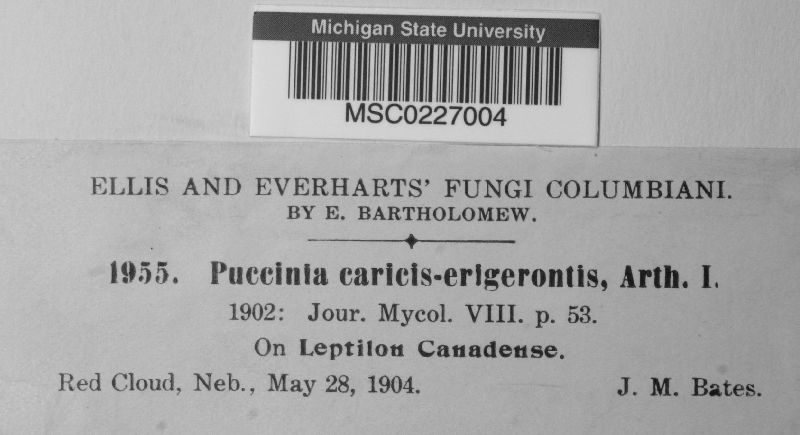 Michigan State University
MSC0227004
ELLIS AND EVERHARTS' FUNGI COLUMBIANI.
BY E. BARTHOLOMEW.
1955. Puccinia caricis-erigerontis, Arth. I.
1902: Jour. Mycol. VIII. p. 53.
On Leptilon Canadense.
Red Cloud, Neb., May 28, 1904. J. M. Bates.